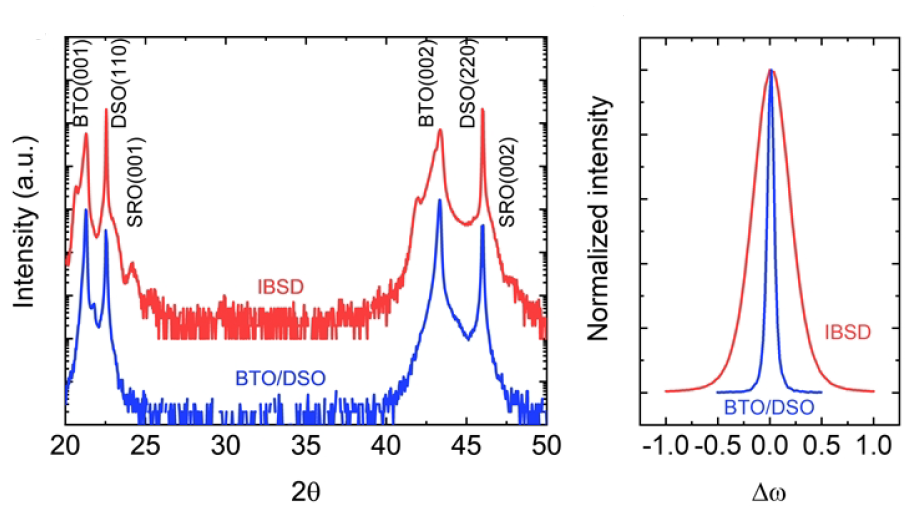 BTO(001)
DSO(110)
SRO(001)
BTO(002)
DSO(220)
SRO(002)
Intensity (a.u.)
IBSD
BTO/DSO
20 25 30 35 40 45 50
2θ
Normalized intensity
IBSD
BTO/DSO
-1.0 -0.5 0.0 0.5 1.0
Δω